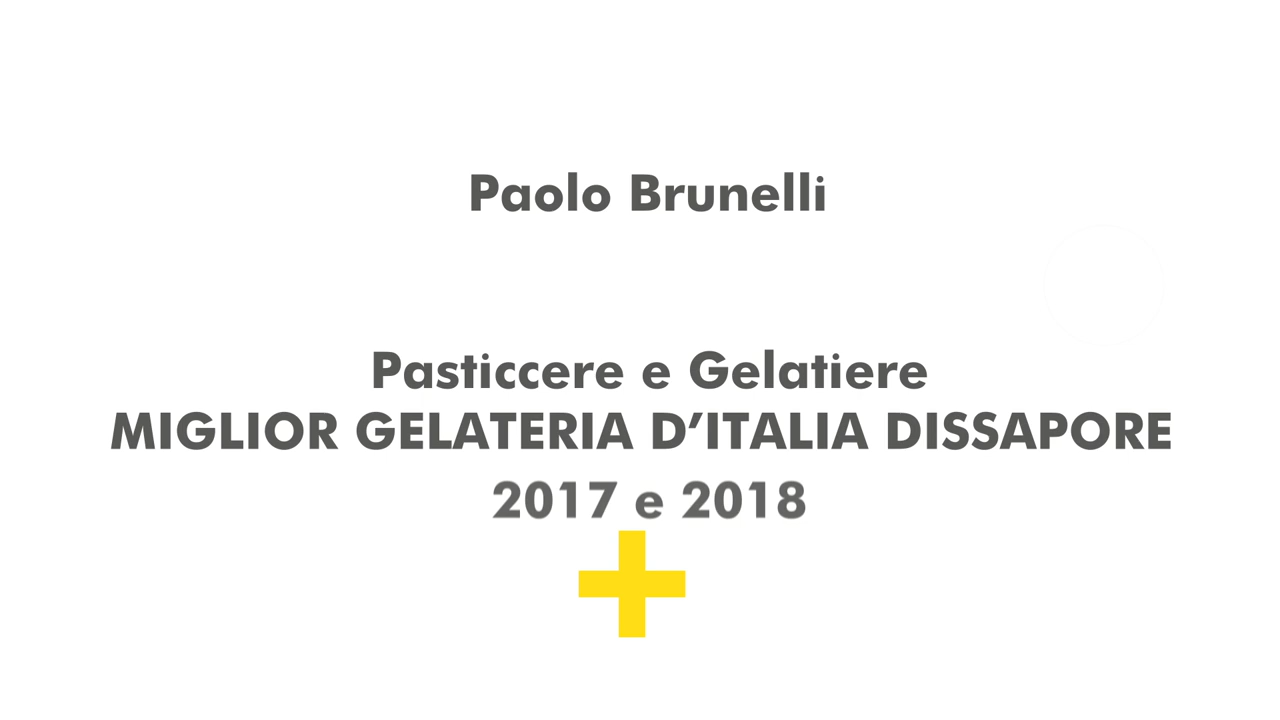 Paolo Brunelli
Pasticcere e Gelatiere
MIGLIOR GELATERIA D’ITALIA DISSAPORE
2017 e 2018